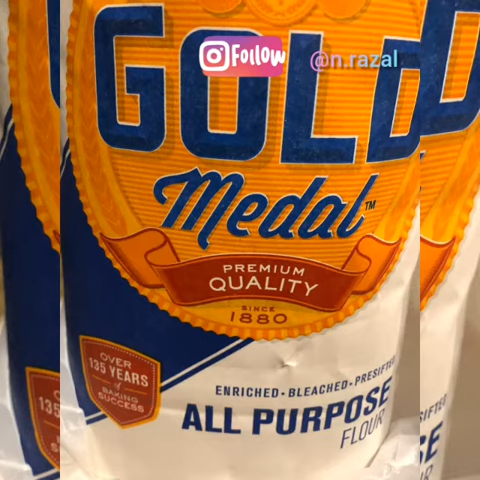 GOLD
Follow @n.razal
Medal™
PREMIUM
QUALITY
SINCE
1880
OVER
135 YEARS
of
BAKING
SUCCESS
ENRICHED • BLEACHED • PRESIFTED
ALL PURPOSE
FLOUR